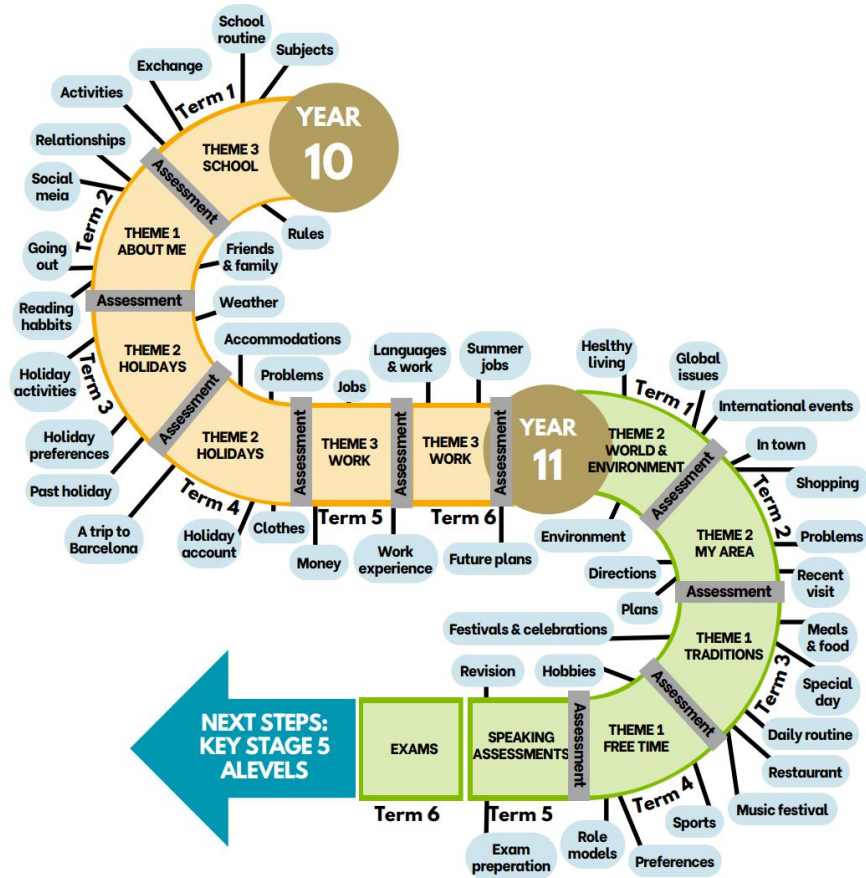 School
routine
Subjects
Exchange
Activities
Term 1
YEAR
10
THEME 3
SCHOOL
Relationships
Assessment
Social
meia
Rules
Term 2
THEME 1
ABOUT ME
Going
out
Friends
& family
Assessment
Reading
habbits
Weather
Holiday
activities
THEME 2
HOLIDAYS
Term 3
Accommodations
Problems
Assessment
Holiday
preferences
Past holiday
A trip to
Barcelona
THEME 2
HOLIDAYS
Term 4
Holiday
account
Clothes
Assessment
Jobs
THEME 3
WORK
Term 5
Money
Assessment
Languages
& work
Summer
jobs
THEME 3
WORK
Term 6
Work
experience
Assessment
Future plans
YEAR
11
Heslthy
living
Term 1
Global
issues
International events
THEME 2
WORLD &
ENVIRONMENT
Environment
Assessment
In town
Shopping
Term 2
THEME 2
MY AREA
Problems
Directions
Recent
visit
Plans
Assessment
Meals
& food
THEME 1
TRADITIONS
Festivals & celebrations
Special
day
Term 3
Daily routine
Restaurant
Assessment
Music festival
Hobbies
THEME 1
FREE TIME
Term 4
Sports
Preferences
Role
models
Assessment
Revision
SPEAKING
ASSESSMENTS
Term 5
Exam
preperation
EXAMS
Term 6
NEXT STEPS:
KEY STAGE 5
ALEVELS